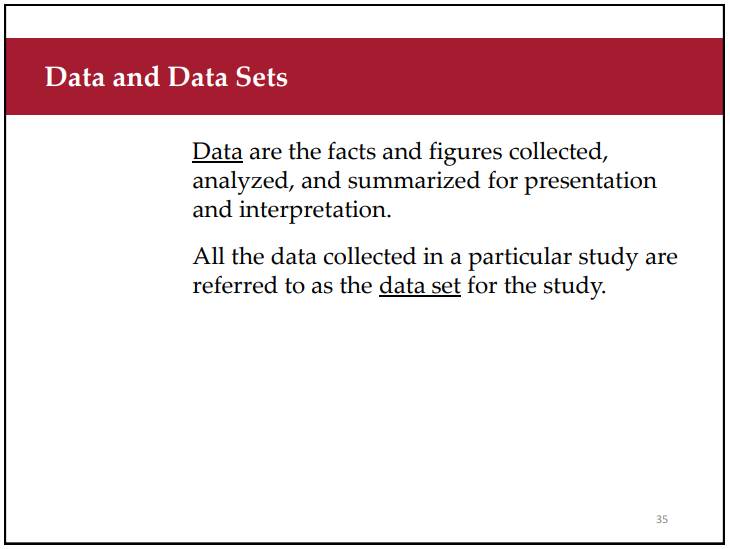 Data and Data Sets
Data are the facts and figures collected,
analyzed, and summarized for presentation
and interpretation.
All the data collected in a particular study are
referred to as the data set for the study.
35